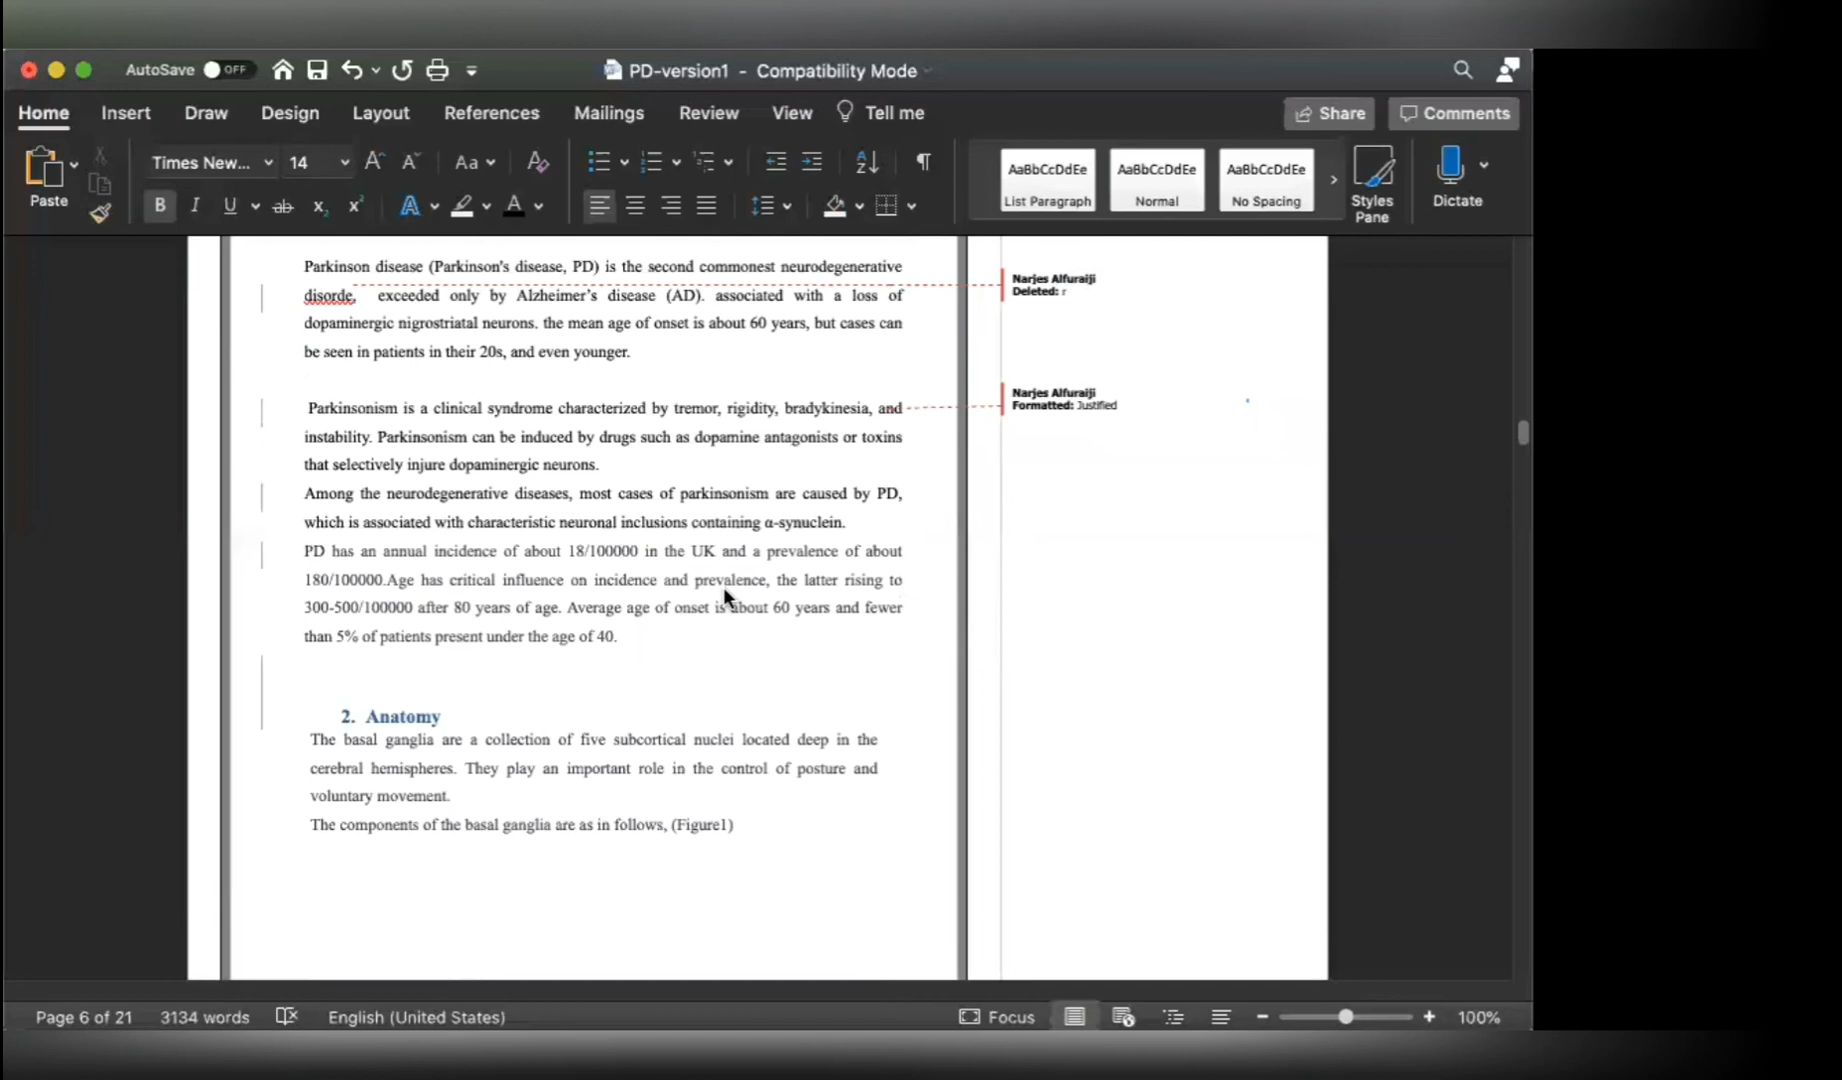 AutoSave OFF PD-version1 - Compatibility Mode
Home Insert Draw Design Layout References Mailings Review View Tell me Share Comments
Paste Times New... 14 Aa AaBbCcDdEe AaBbCcDdEe AaBbCcDdEe Styles Dictate
B I U ab x₂ x² A A List Paragraph Normal No Spacing Pane
Parkinson disease (Parkinson's disease, PD) is the second commonest neurodegenerative
disorde, exceeded only by Alzheimer’s disease (AD). associated with a loss of
dopaminergic nigrostriatal neurons. the mean age of onset is about 60 years, but cases can
be seen in patients in their 20s, and even younger.
Narjes Alfuraiji
Deleted: r
Parkinsonism is a clinical syndrome characterized by tremor, rigidity, bradykinesia, and
instability. Parkinsonism can be induced by drugs such as dopamine antagonists or toxins
that selectively injure dopaminergic neurons.
Narjes Alfuraiji
Formatted: Justified
Among the neurodegenerative diseases, most cases of parkinsonism are caused by PD,
which is associated with characteristic neuronal inclusions containing α-synuclein.
PD has an annual incidence of about 18/100000 in the UK and a prevalence of about
180/100000.Age has critical influence on incidence and prevalence, the latter rising to
300-500/100000 after 80 years of age. Average age of onset is about 60 years and fewer
than 5% of patients present under the age of 40.
2. Anatomy
The basal ganglia are a collection of five subcortical nuclei located deep in the
cerebral hemispheres. They play an important role in the control of posture and
voluntary movement.
The components of the basal ganglia are as in follows, (Figure1)
Page 6 of 21 3134 words English (United States) Focus 100%